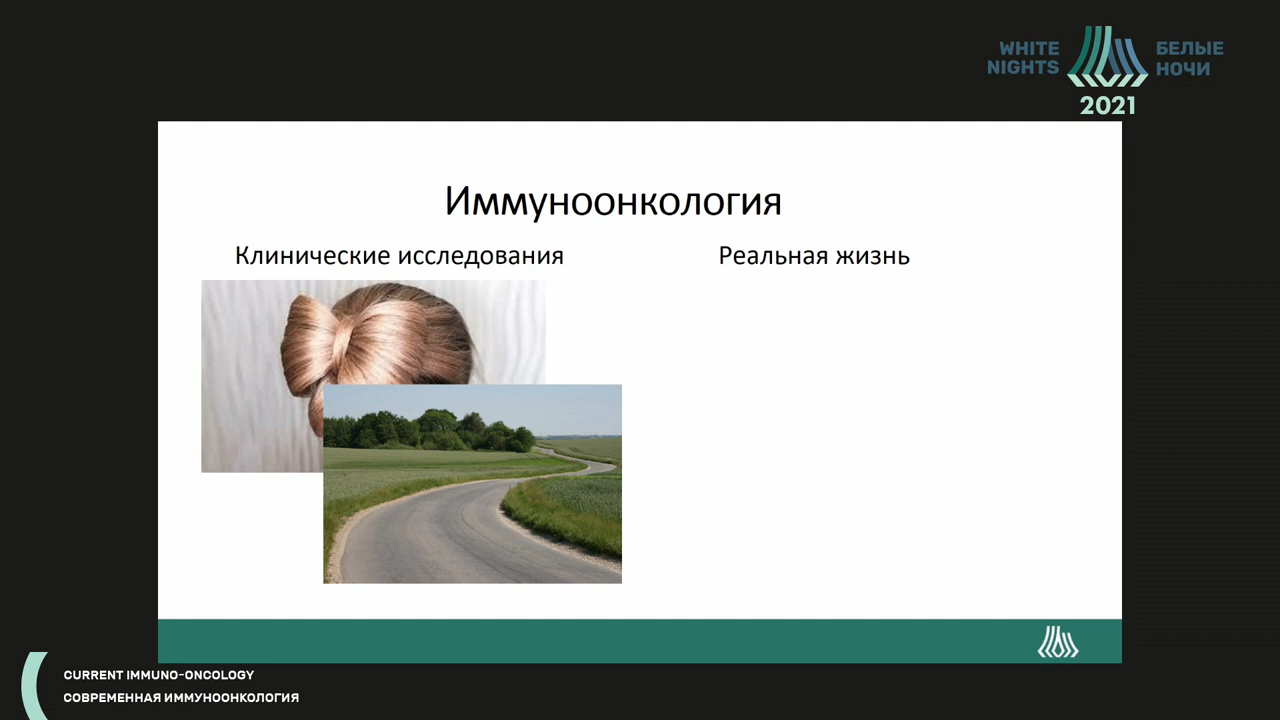 WHITE
NIGHTS
БЕЛЫЕ
НОЧИ
2021
Иммуноонкология
Клинические исследования
Реальная жизнь
CURRENT IMMUNO-ONCOLOGY
СОВРЕМЕННАЯ ИММУНООНКОЛОГИЯ